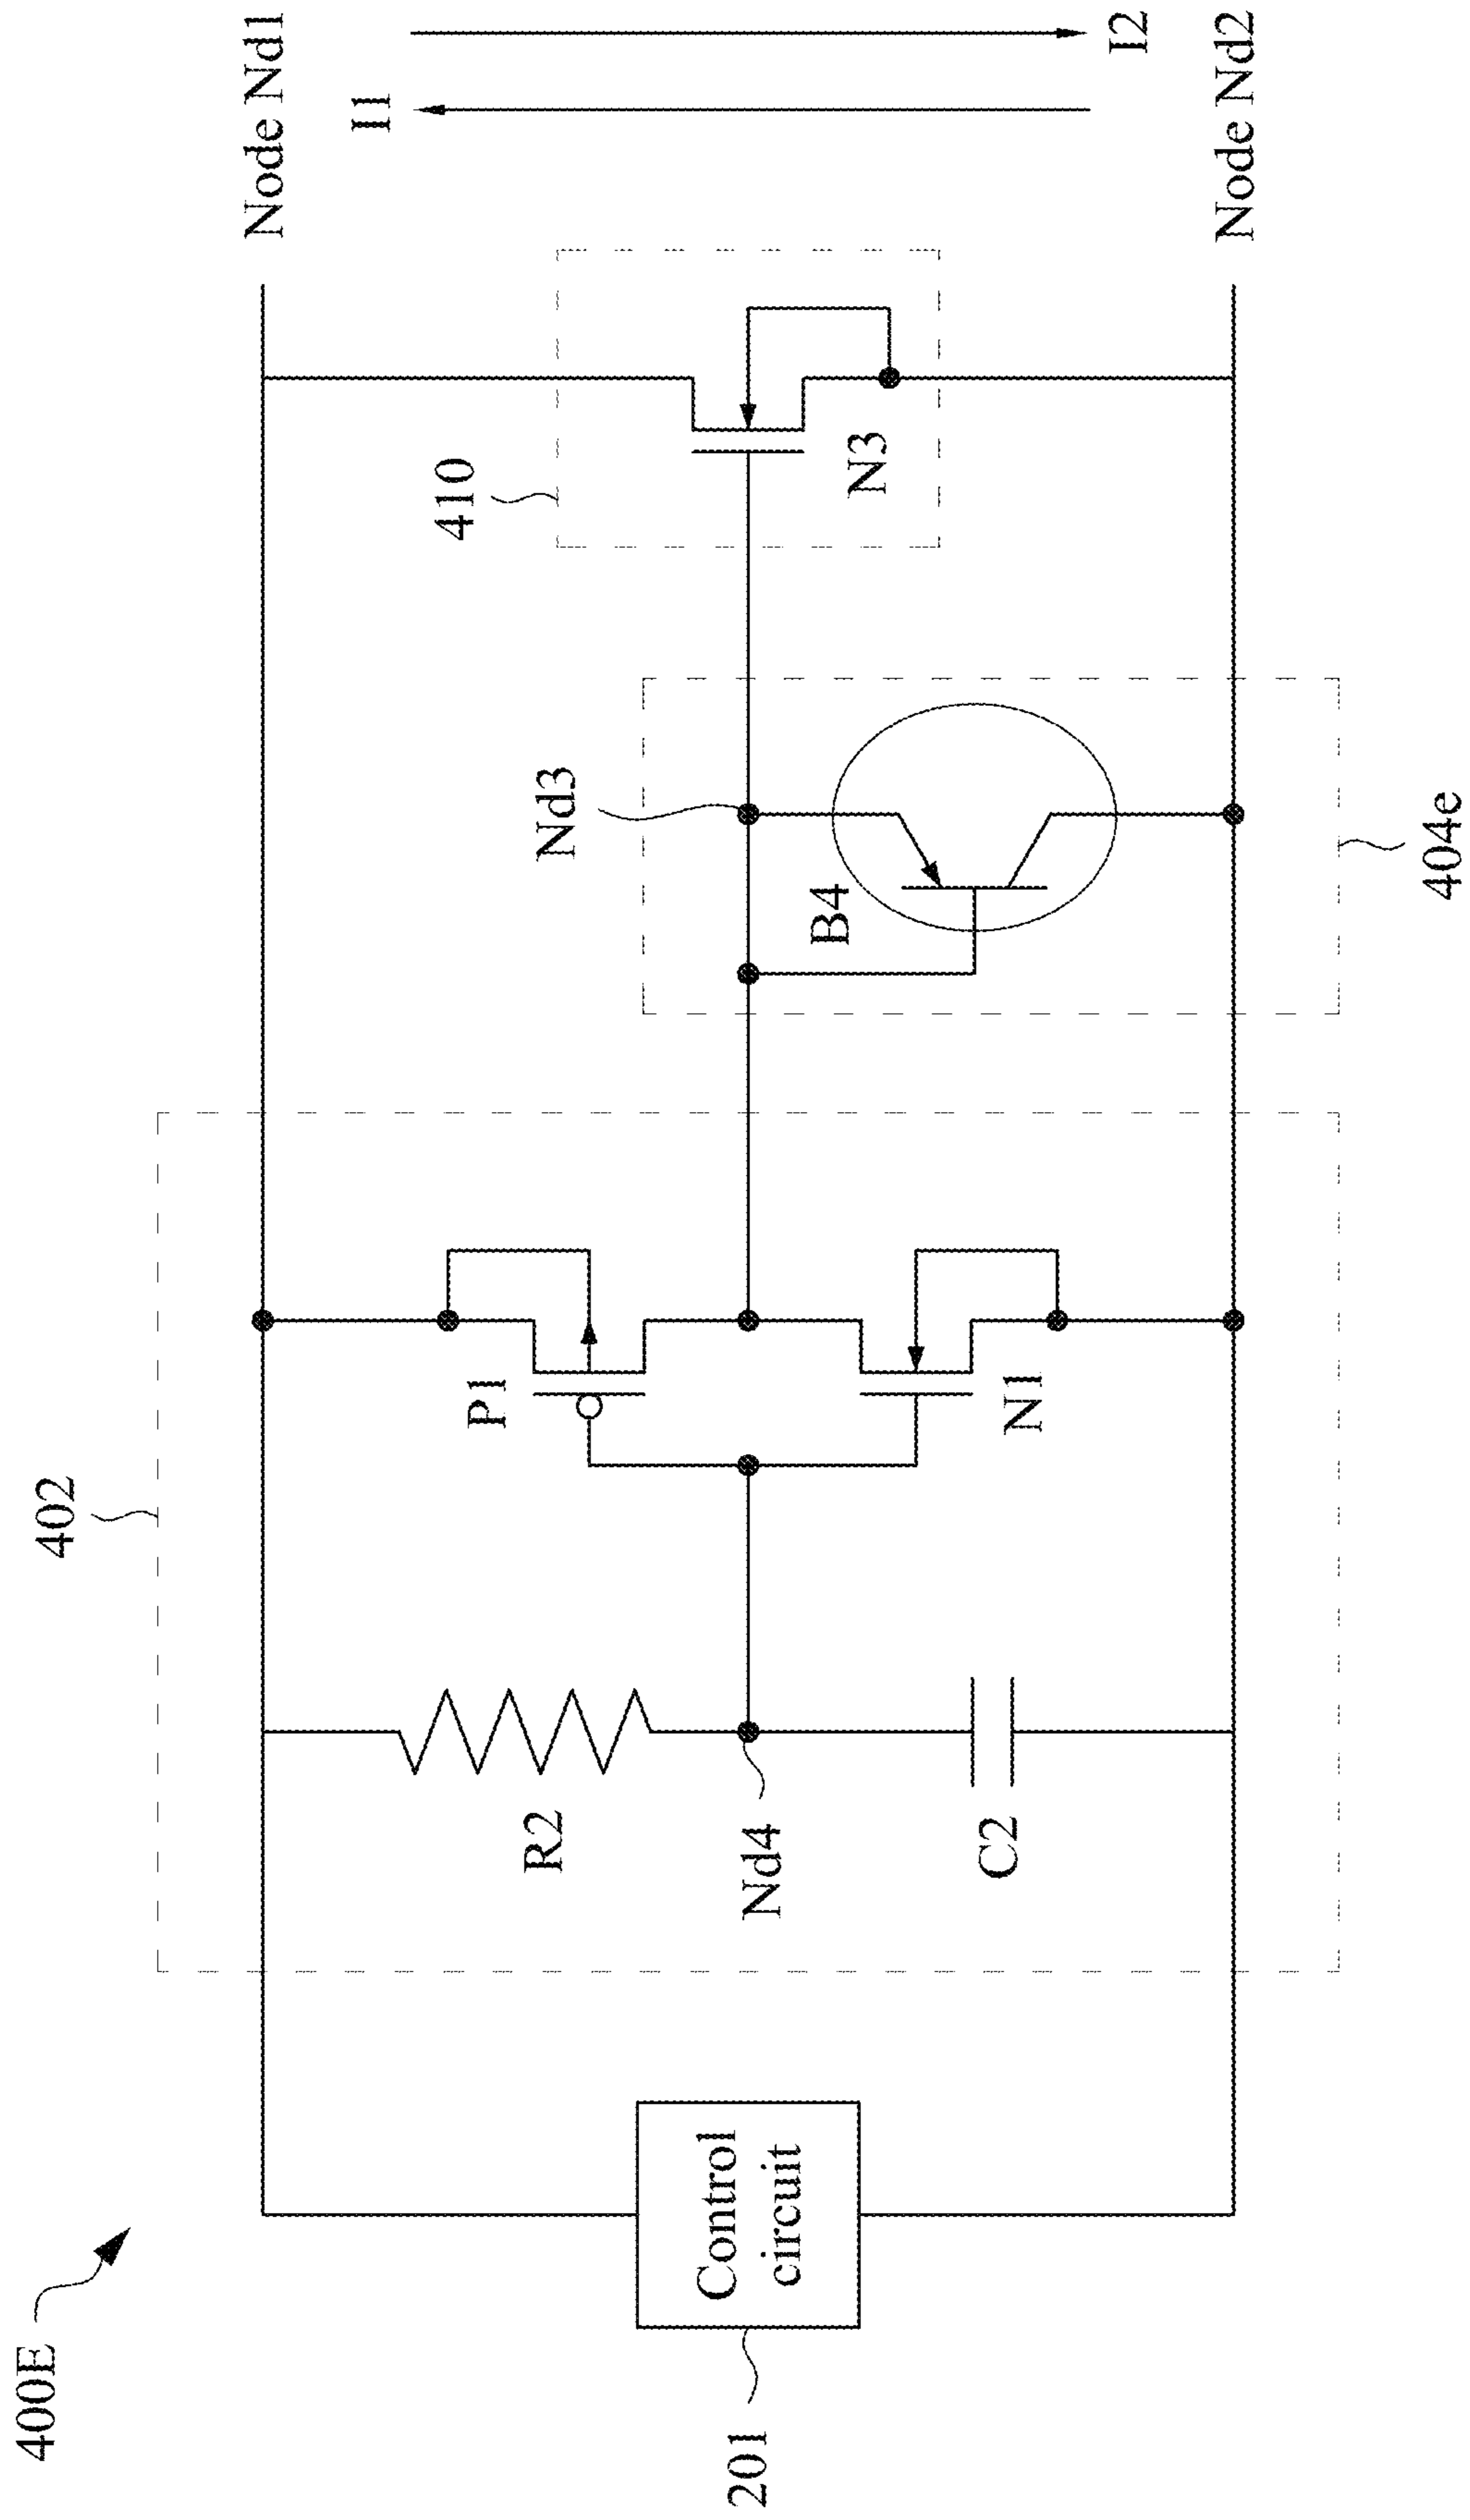 400E
402
Node Nd1
I1
I2
410
P1
R2
Nd3
N3
B4
Control
circuit
201
Nd4
N1
C2
Node Nd2
404e